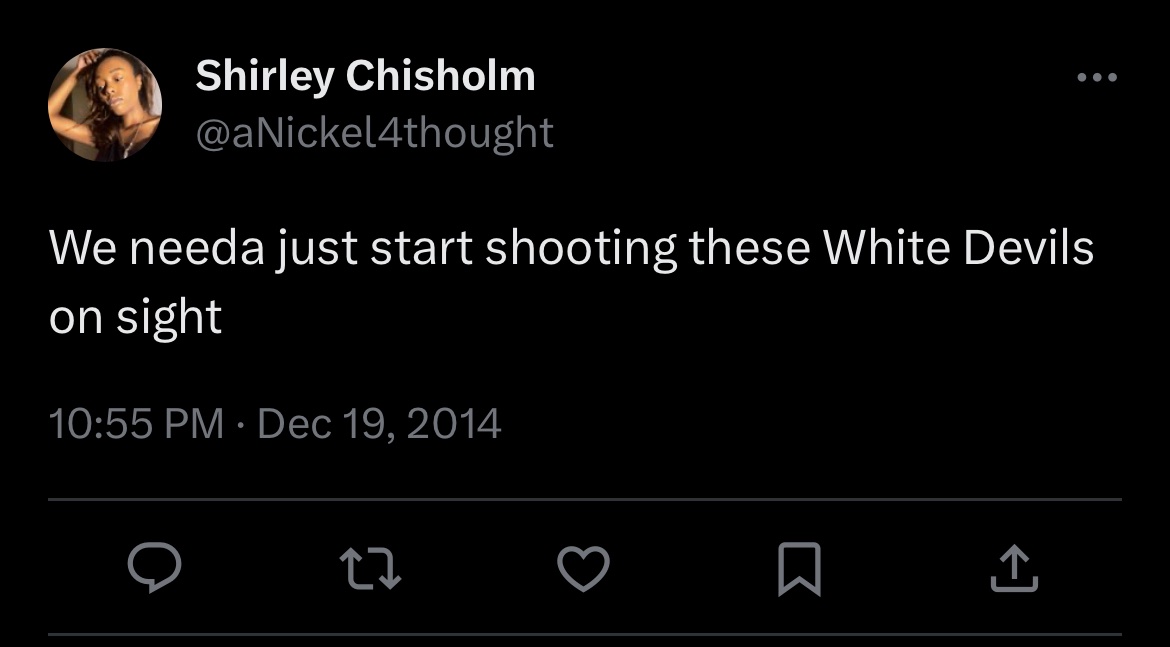 Shirley Chisholm
@aNickel4thought
We needa just start shooting these White Devils
on sight
10:55 PM · Dec 19, 2014